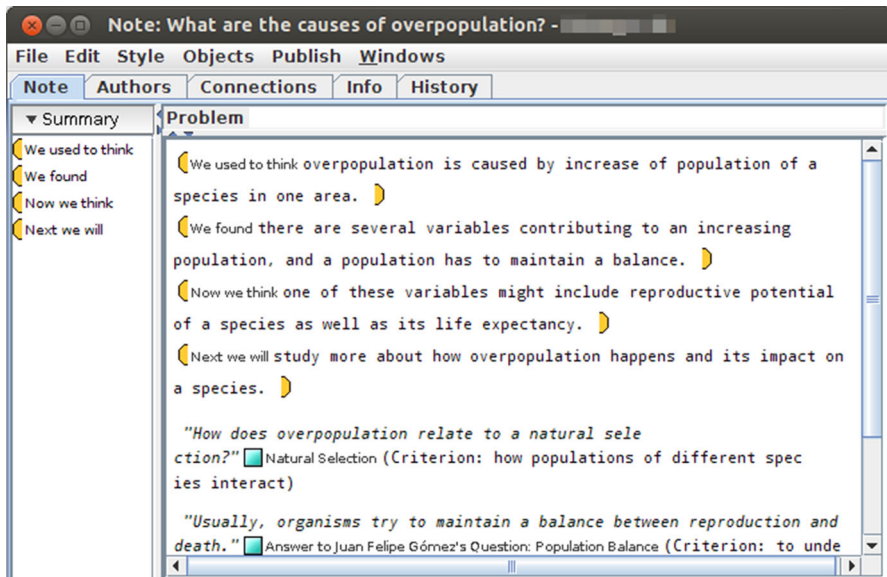 Note: What are the causes of overpopulation? -
File Edit Style Objects Publish Windows
Note Authors Connections Info History
▼ Summary
Problem
We used to think
We found
Now we think
Next we will
We used to think overpopulation is caused by increase of population of a
species in one area.
We found there are several variables contributing to an increasing
population, and a population has to maintain a balance.
Now we think one of these variables might include reproductive potential
of a species as well as its life expectancy.
Next we will study more about how overpopulation happens and its impact on
a species.
"How does overpopulation relate to a natural sele
ction?" Natural Selection (Criterion: how populations of different spec
ies interact)
"Usually, organisms try to maintain a balance between reproduction and
death." Answer to Juan Felipe Gómez's Question: Population Balance (Criterion: to unde